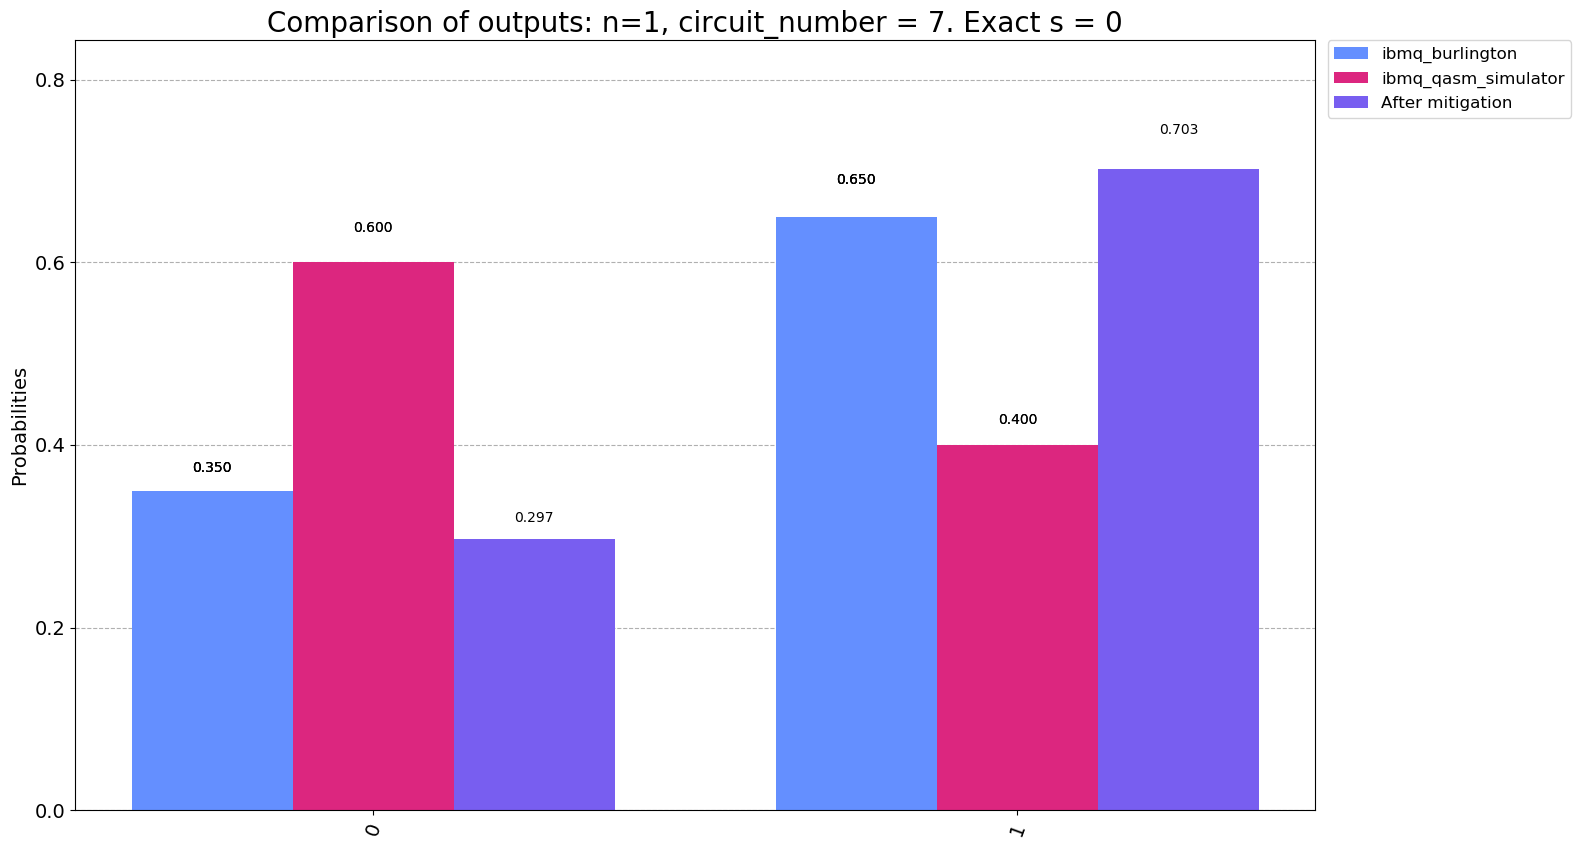 Comparison of outputs: n=1, circuit_number = 7. Exact s = 0
ibmq_burlington
ibmq_qasm_simulator
After mitigation
Probabilities
0.8
0.6
0.4
0.2
0.0
0.350
0.600
0.297
0.650
0.400
0.703
0
1